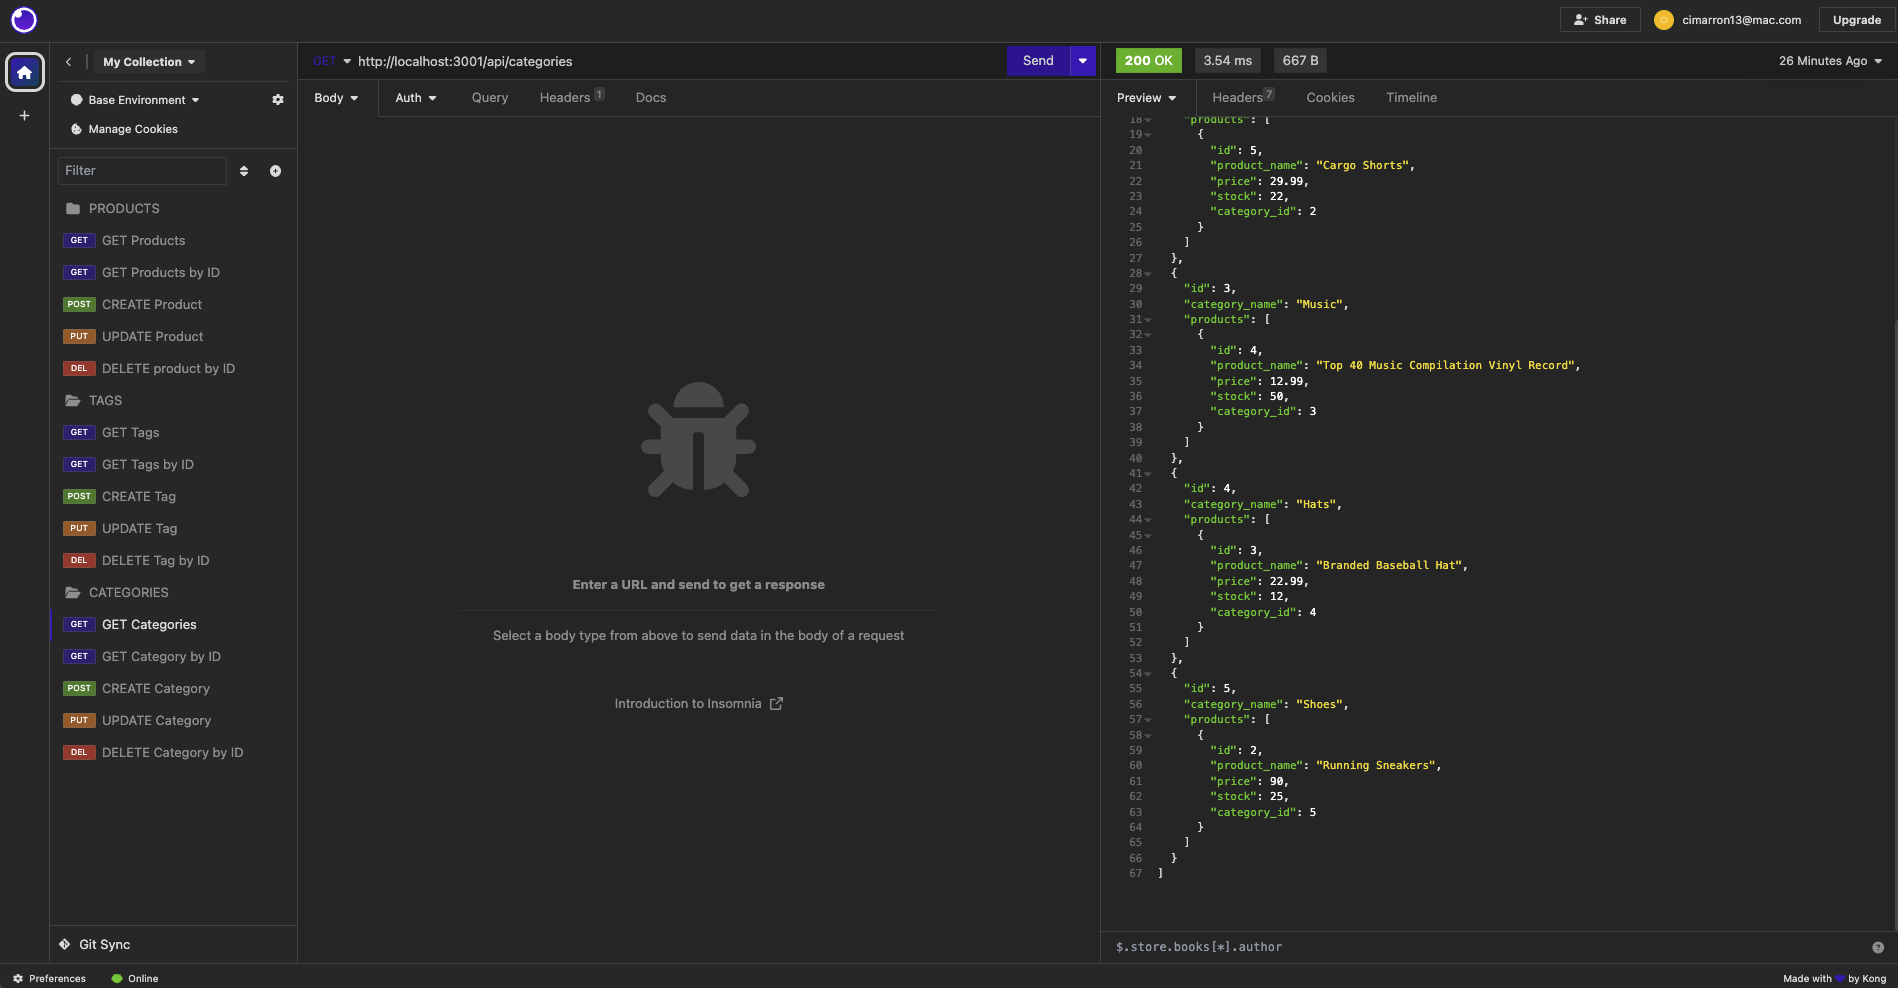 Share
cimarron13@mac.com
Upgrade
My Collection
Base Environment
Manage Cookies
Filter
PRODUCTS
GET GET Products
GET GET Products by ID
POST CREATE Product
PUT UPDATE Product
DEL DELETE product by ID
TAGS
GET GET Tags
GET GET Tags by ID
POST CREATE Tag
PUT UPDATE Tag
DEL DELETE Tag by ID
CATEGORIES
GET GET Categories
GET GET Category by ID
POST CREATE Category
PUT UPDATE Category
DEL DELETE Category by ID
Git Sync
GET http://localhost:3001/api/categories
Send
Body Auth Query Headers 1 Docs
Enter a URL and send to get a response
Select a body type from above to send data in the body of a request
Introduction to Insomnia
200 OK 3.54 ms 667 B
26 Minutes Ago
Preview Headers 7 Cookies Timeline
18 "products": [
19 {
20 "id": 5,
21 "product_name": "Cargo Shorts",
22 "price": 29.99,
23 "stock": 22,
24 "category_id": 2
25 }
26 ]
27 },
28 {
29 "id": 3,
30 "category_name": "Music",
31 "products": [
32 {
33 "id": 4,
34 "product_name": "Top 40 Music Compilation Vinyl Record",
35 "price": 12.99,
36 "stock": 50,
37 "category_id": 3
38 }
39 ]
40 },
41 {
42 "id": 4,
43 "category_name": "Hats",
44 "products": [
45 {
46 "id": 3,
47 "product_name": "Branded Baseball Hat",
48 "price": 22.99,
49 "stock": 12,
50 "category_id": 4
51 }
52 ]
53 },
54 {
55 "id": 5,
56 "category_name": "Shoes",
57 "products": [
58 {
59 "id": 2,
60 "product_name": "Running Sneakers",
61 "price": 90,
62 "stock": 25,
63 "category_id": 5
64 }
65 ]
66 }
67 ]
$.store.books[*].author
Preferences
Online
Made with by Kong